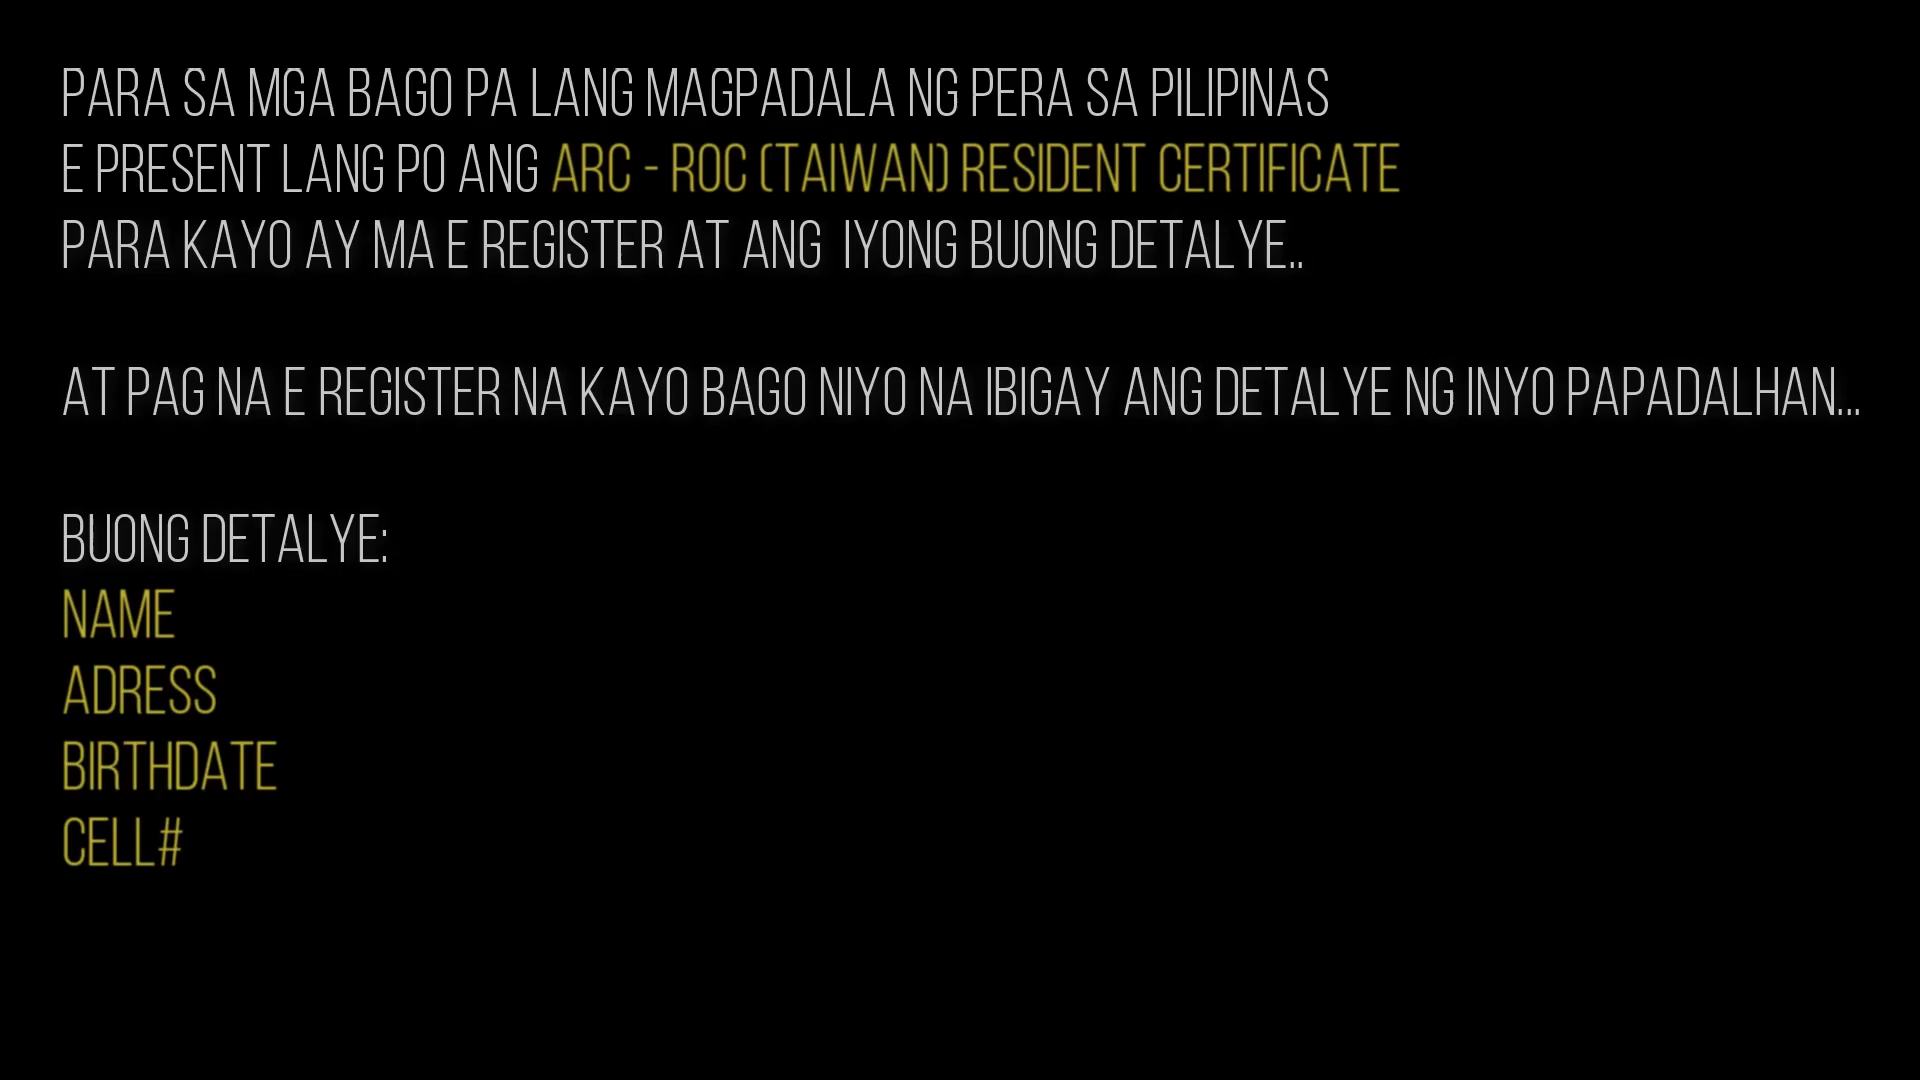 PARA SA MGA BAGO PA LANG MAGPADALA NG PERA SA PILIPINAS
E PRESENT LANG PO ANG ARC - ROC (TAIWAN) RESIDENT CERTIFICATE
PARA KAYO AY MA E REGISTER AT ANG IYONG BUONG DETALYE..
AT PAG NA E REGISTER NA KAYO BAGO NIYO NA IBIGAY ANG DETALYE NG INYO PAPADALHAN...
BUONG DETALYE:
NAME
ADRESS
BIRTHDATE
CELL#